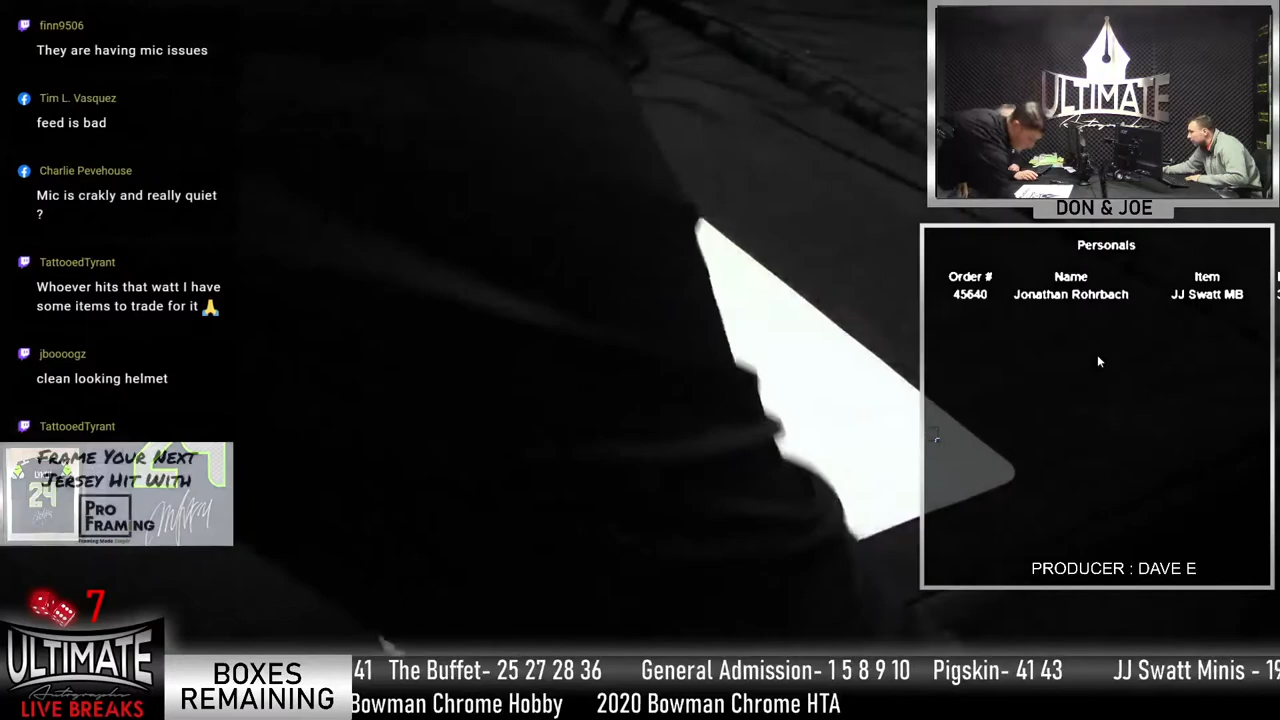 finn9506
They are having mic issues
Tim L. Vasquez
feed is bad
Charlie Pevehouse
Mic is crakly and really quiet
?
TattooedTyrant
Whoever hits that watt I have
some items to trade for it 🙏
jboooogz
clean looking helmet
TattooedTyrant
FRAME YOUR NEXT
JERSEY HIT WITH
PRO
FRAMING
24
7
ULTIMATE
Autographs
LIVE BREAKS
BOXES
REMAINING
41 The Buffet- 25 27 28 36 General Admission- 1 5 8 9 10 Pigskin- 41 43 JJ Swatt Minis - 19
Bowman Chrome Hobby 2020 Bowman Chrome HTA
ULTIMATE
Autographs
DON & JOE
Personals
Order # Name Item
45640 Jonathan Rohrbach JJ Swatt MB
PRODUCER : DAVE E